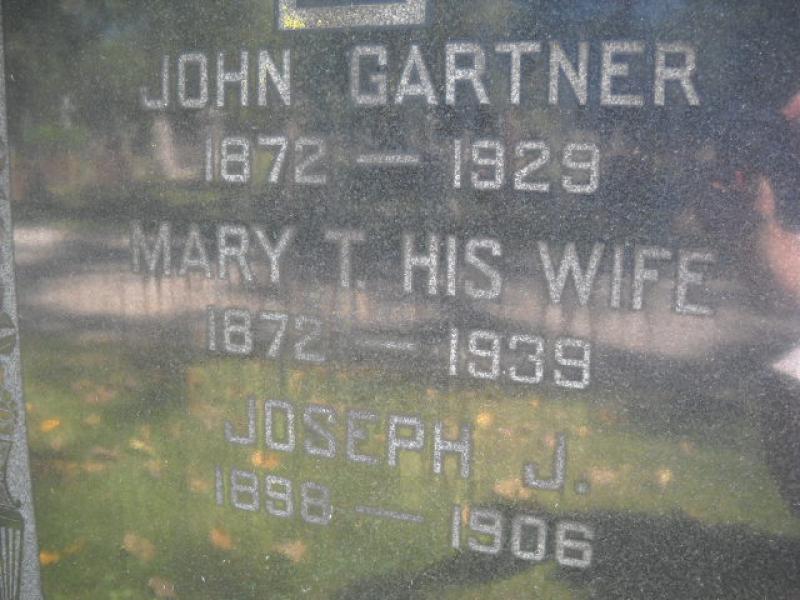 JOHN GARTNER
1872 — 1929
MARY T. HIS WIFE
1872 — 1939
JOSEPH J.
1898 — 1906